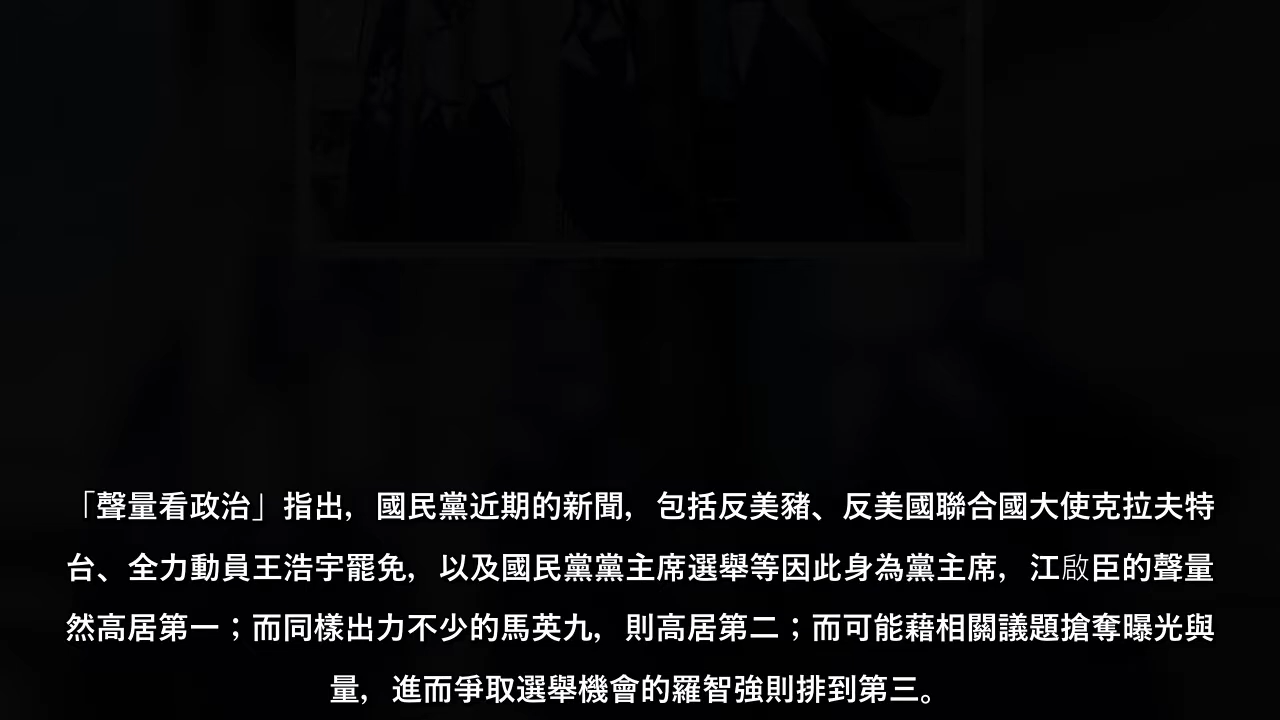 「聲量看政治」指出，國民黨近期的新聞，包括反美豬、反美國聯合國大使克拉夫特
台、全力動員王浩宇罷免，以及國民黨黨主席選舉等因此身為黨主席，江啟臣的聲量
然高居第一；而同樣出力不少的馬英九，則高居第二；而可能藉相關議題搶奪曝光與
量，進而爭取選舉機會的羅智強則排到第三。